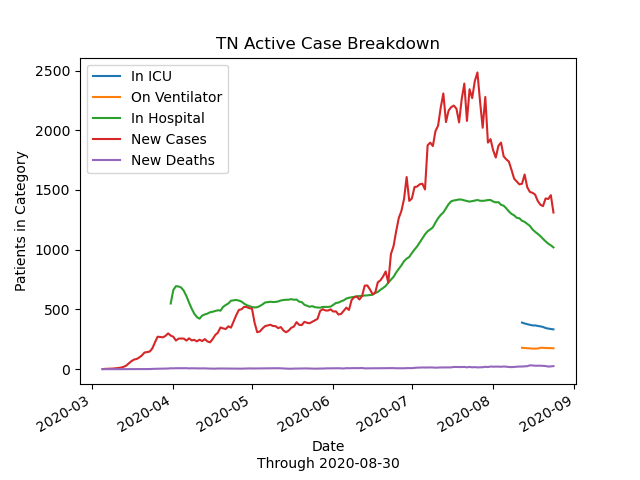 TN Active Case Breakdown
In ICU
On Ventilator
In Hospital
New Cases
New Deaths
Patients in Category
2500
2000
1500
1000
500
0
2020-03
2020-04
2020-05
2020-06
2020-07
2020-08
2020-09
Date
Through 2020-08-30